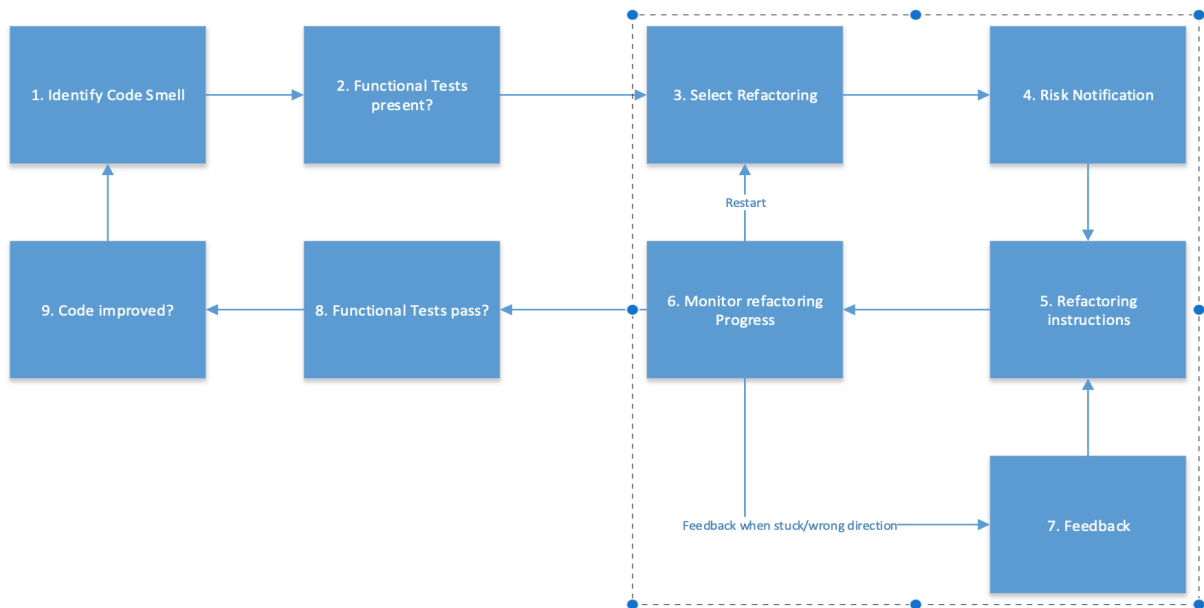 1. Identify Code Smell
2. Functional Tests
present?
3. Select Refactoring
4. Risk Notification
Restart
9. Code improved?
8. Functional Tests pass?
6. Monitor refactoring
Progress
5. Refactoring
instructions
Feedback when stuck/wrong direction
7. Feedback